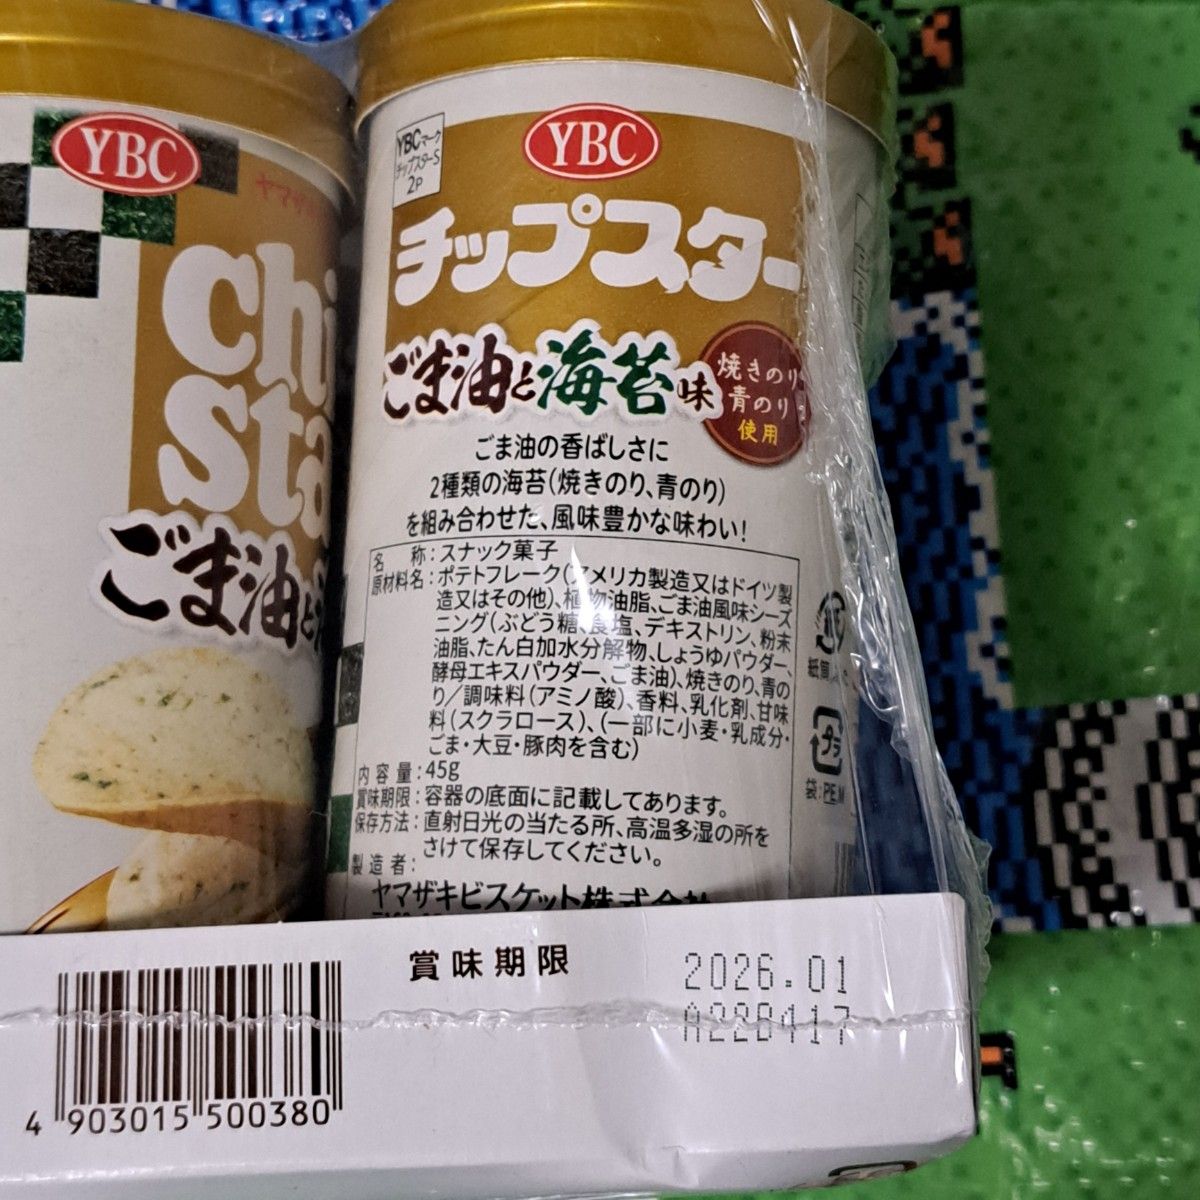 YBC
Chi
Sta
ごま油と
YBCマーク
チップスターS
2P
YBC
チップスター
ごま油と海苔味
焼きのり
青のり
使用
ごま油の香ばしさに
2種類の海苔(焼きのり、青のり)
を組み合わせた、風味豊かな味わい!
名 称:スナック菓子
原材料名:ポテトフレーク(アメリカ製造又はドイツ製
造又はその他)、植物油脂、ごま油風味シーズ
ニング(ぶどう糖、食塩、デキストリン、粉末
油脂、たん白加水分解物、しょうゆパウダー、
酵母エキスパウダー、ごま油)、焼きのり、青の
り/調味料(アミノ酸)、香料、乳化剤、甘味
料(スクラロース)、(一部に小麦・乳成分・
ごま・大豆・豚肉を含む)
内容量:45g
賞味期限:容器の底面に記載してあります。
保存方法:直射日光の当たる所、高温多湿の所を
さけて保存してください。
製造者:
ヤマザキビスケット株式会社
プラ
賞味期限
2026.01
A228417
4 903015 500380